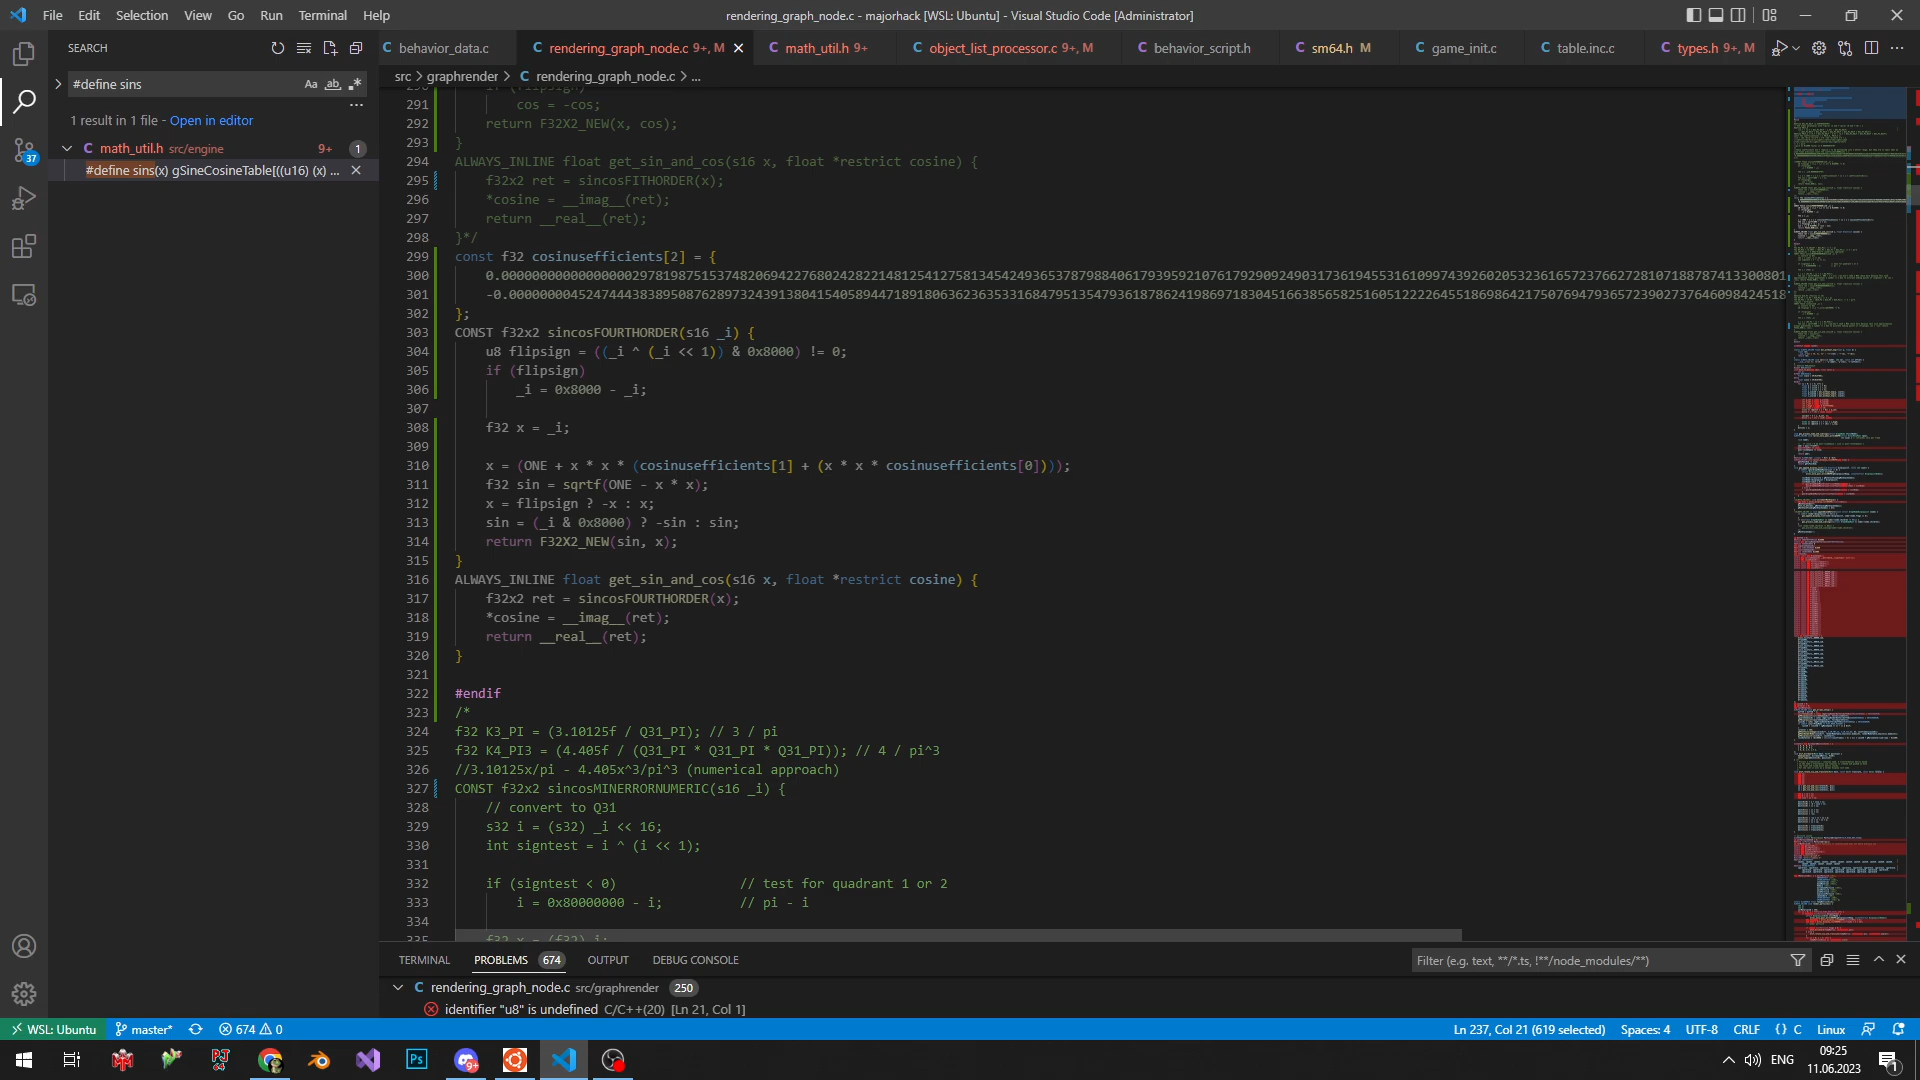 File Edit Selection View Go Run Terminal Help
rendering_graph_node.c - majorhack [WSL: Ubuntu] - Visual Studio Code [Administrator]
SEARCH
#define sins
Aa ab .*
1 result in 1 file - Open in editor
C math_util.h src/engine 9+ 1
#define sins(x) gSineCosineTable[((u16) (x) ...
37
C behavior_data.c
C rendering_graph_node.c 9+, M
C math_util.h 9+
C object_list_processor.c 9+, M
C behavior_script.h
C sm64.h M
C game_init.c
C table.inc.c
C types.h 9+, M
src > graphrender > C rendering_graph_node.c > ...
290 if (flipsign)
291 cos = -cos;
292 return F32X2_NEW(x, cos);
293 }
294 ALWAYS_INLINE float get_sin_and_cos(s16 x, float *restrict cosine) {
295 f32x2 ret = sincosFITHORDER(x);
296 *cosine = __imag__(ret);
297 return __real__(ret);
298 }*/
299 const f32 cosinusefficients[2] = {
302 };
303 CONST f32x2 sincosFOURTHORDER(s16 _i) {
304 u8 flipsign = ((_i ^ (_i << 1)) & 0x8000) != 0;
305 if (flipsign)
306 _i = 0x8000 - _i;
307
308 f32 x = _i;
309
310 x = (ONE + x * x * (cosinusefficients[1] + (x * x * cosinusefficients[0])));
311 f32 sin = sqrtf(ONE - x * x);
312 x = flipsign ? -x : x;
313 sin = (_i & 0x8000) ? -sin : sin;
314 return F32X2_NEW(sin, x);
315 }
316 ALWAYS_INLINE float get_sin_and_cos(s16 x, float *restrict cosine) {
317 f32x2 ret = sincosFOURTHORDER(x);
318 *cosine = __imag__(ret);
319 return __real__(ret);
320 }
321
322 #endif
323 /*
324 f32 K3_PI = (3.10125f / Q31_PI); // 3 / pi
325 f32 K4_PI3 = (4.405f / (Q31_PI * Q31_PI * Q31_PI)); // 4 / pi^3
326 //3.10125x/pi - 4.405x^3/pi^3 (numerical approach)
327 CONST f32x2 sincosMINERRORNUMERIC(s16 _i) {
328 // convert to Q31
329 s32 i = (s32) _i << 16;
330 int signtest = i ^ (i << 1);
331
332 if (signtest < 0) // test for quadrant 1 or 2
333 i = 0x80000000 - i; // pi - i
334
335 f32 x = (f32) i;
TERMINAL PROBLEMS 674 OUTPUT DEBUG CONSOLE
Filter (e.g. text, **/*.ts, !**/node_modules/**)
C rendering_graph_node.c src/graphrender 250
identifier "u8" is undefined C/C++(20) [Ln 21, Col 1]
WSL: Ubuntu master* 674 0
Ln 237, Col 21 (619 selected) Spaces: 4 UTF-8 CRLF {} C Linux
Ps
9+
ENG
09:25
11.06.2023
1